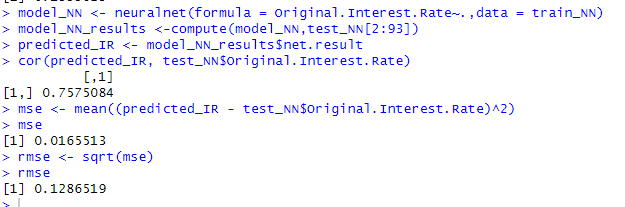 > model_NN <- neuralnet(formula = Original.Interest.Rate~.,data = train_NN)
> model_NN_results <-compute(model_NN,test_NN[2:93])
> predicted_IR <- model_NN_results$net.result
> cor(predicted_IR, test_NN$Original.Interest.Rate)
[,1]
[1,] 0.7575084
> mse <- mean((predicted_IR - test_NN$Original.Interest.Rate)^2)
> mse
[1] 0.0165513
> rmse <- sqrt(mse)
> rmse
[1] 0.1286519
>